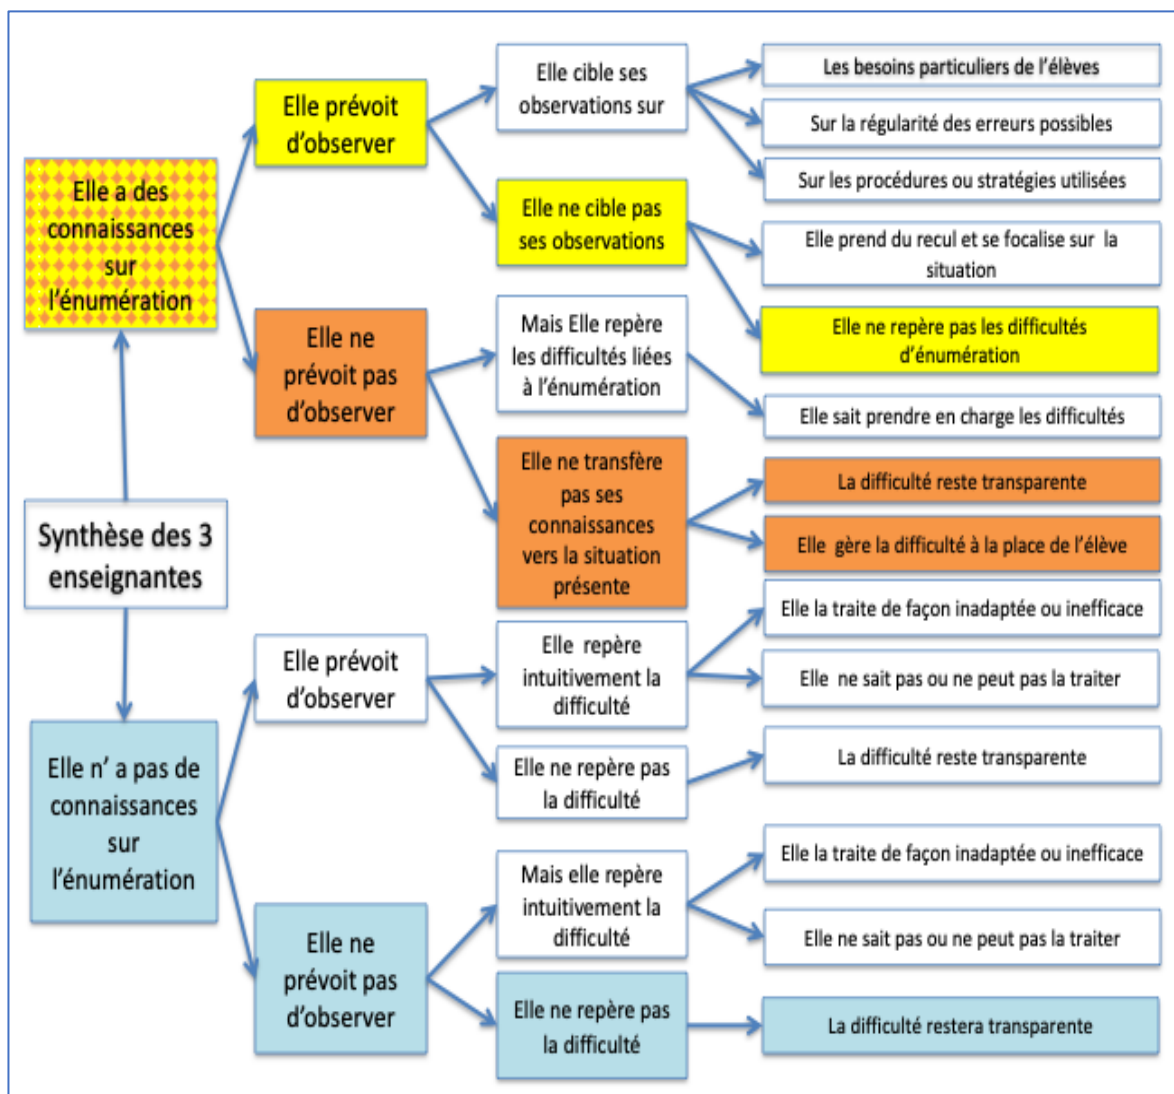 Synthèse des 3
enseignantes
Elle a des
connaissances
sur
l'énumération
Elle prévoit
d'observer
Elle cible ses
observations sur
Les besoins particuliers de l'élèves
Sur la régularité des erreurs possibles
Sur les procédures ou stratégies utilisées
Elle ne cible pas
ses observations
Elle prend du recul et se focalise sur la
situation
Elle ne repère pas les difficultés
d'énumération
Elle ne
prévoit pas
d'observer
Mais Elle repère
les difficultés liées
à l'énumération
Elle sait prendre en charge les difficultés
Elle ne transfère
pas ses
connaissances
vers la situation
présente
La difficulté reste transparente
Elle gère la difficulté à la place de l'élève
Elle n' a pas de
connaissances
sur
l'énumération
Elle prévoit
d'observer
Elle repère
intuitivement la
difficulté
Elle la traite de façon inadaptée ou inefficace
Elle ne sait pas ou ne peut pas la traiter
Elle ne repère pas
la difficulté
La difficulté reste transparente
Elle ne
prévoit pas
d'observer
Mais elle repère
intuitivement la
difficulté
Elle la traite de façon inadaptée ou inefficace
Elle ne sait pas ou ne peut pas la traiter
Elle ne repère pas
la difficulté
La difficulté restera transparente